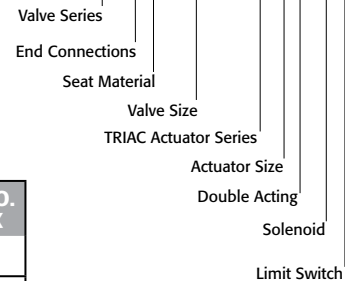 Valve Series
End Connections
Seat Material
Valve Size
TRIAC Actuator Series
Actuator Size
Double Acting
Solenoid
Limit Switch